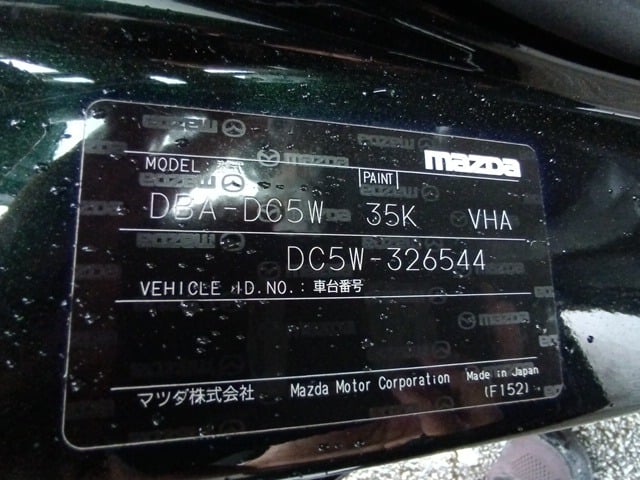 mazda
MODEL PAINT
DBA-DC5W 35K VHA
DC5W-326544
VEHICLE I.D.NO.:車台番号
マツダ株式会社 Mazda Motor Corporation Made in Japan
(F152)